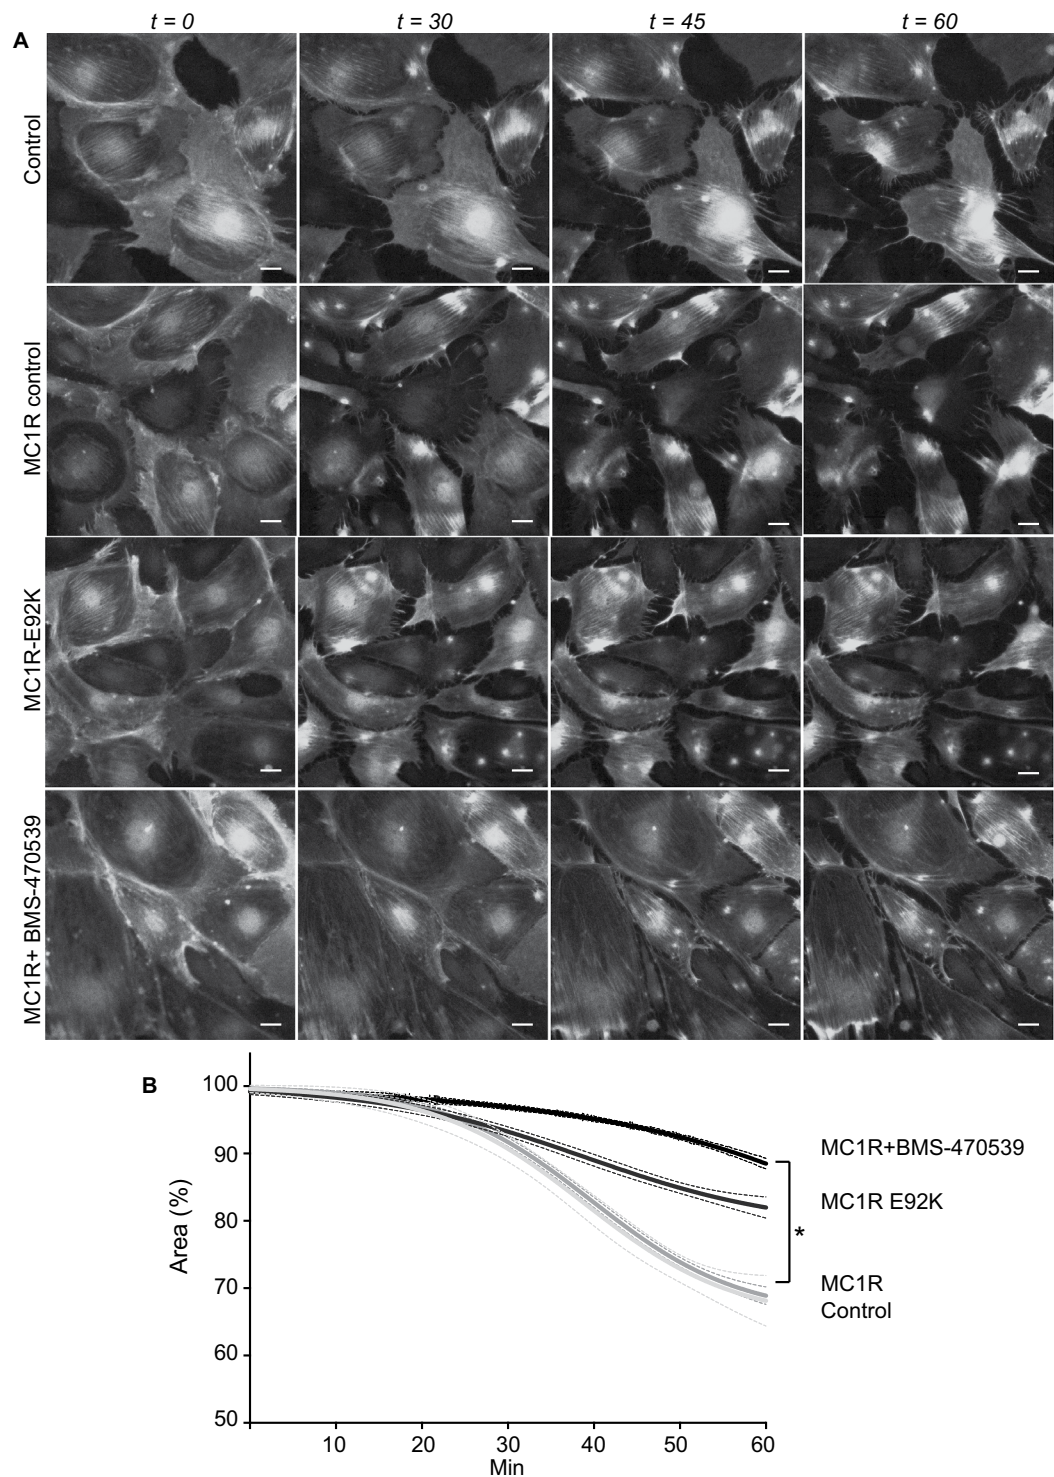 t = 0 t = 30 t = 45 t = 60
A
Control
MC1R control
MC1R-E92K
MC1R+ BMS-470539
B
100
90
80
70
60
50
Area (%)
10 20 30 40 50 60
Min
MC1R+BMS-470539
MC1R E92K
*
MC1R
Control